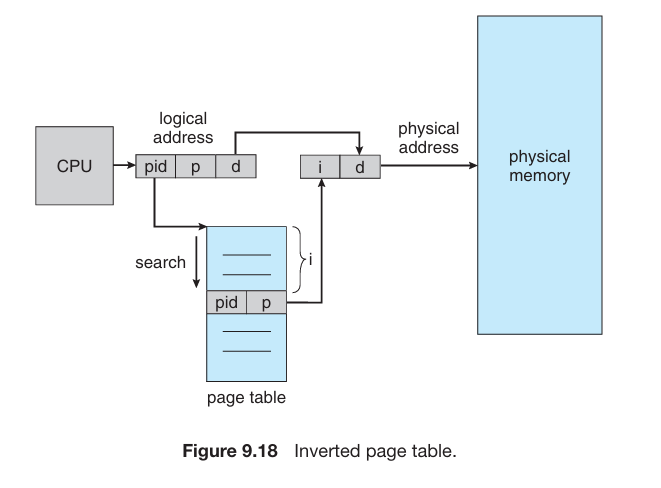 logical
address
physical
address
CPU
pid p d
i d
physical
memory
search
i
pid p
page table
Figure 9.18 Inverted page table.